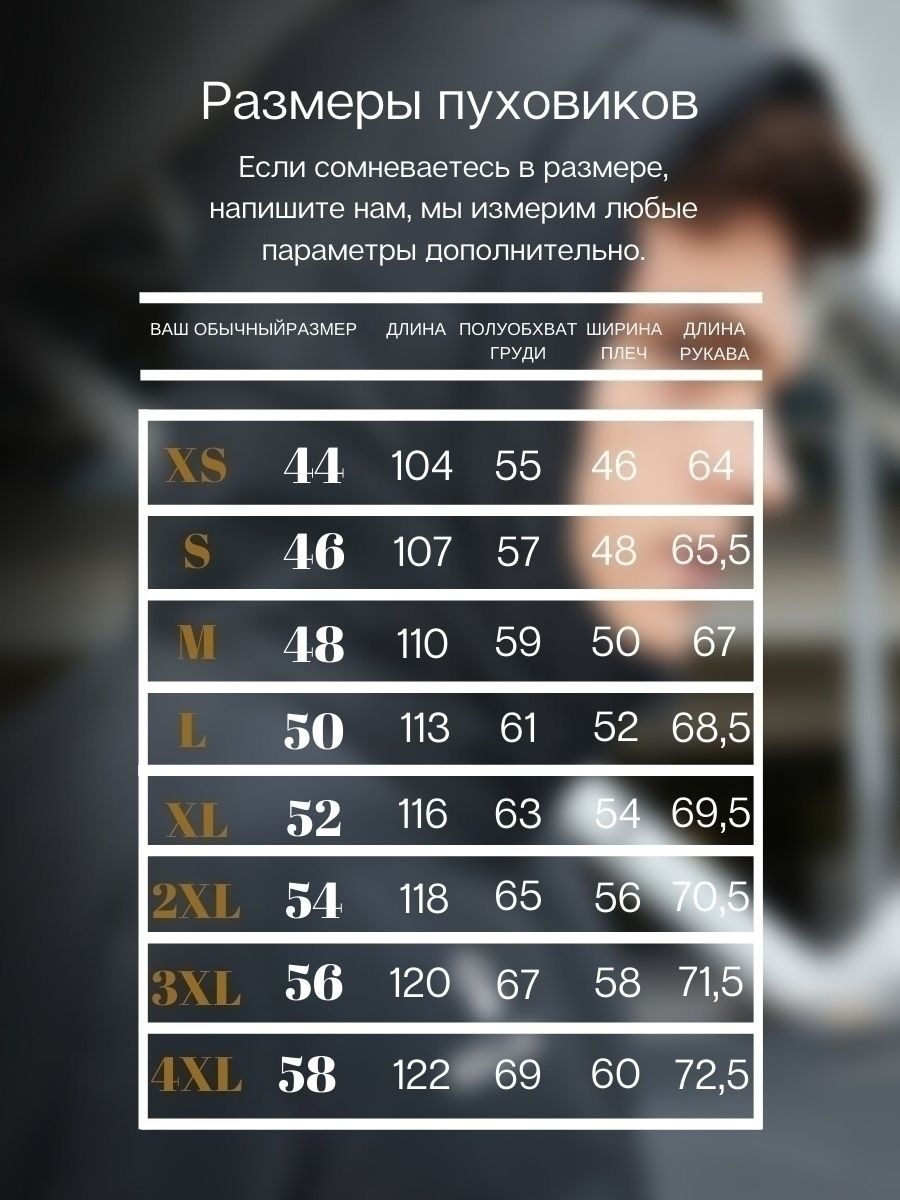 Размеры пуховиков
Если сомневаетесь в размере,
напишите нам, мы измерим любые
параметры дополнительно.
ВАШ ОБЫЧНЫЙРАЗМЕР ДЛИНА ПОЛУОБХВАТ ГРУДИ ШИРИНА ПЛЕЧ ДЛИНА РУКАВА
XS 44 104 55 46 64
S 46 107 57 48 65,5
M 48 110 59 50 67
L 50 113 61 52 68,5
XL 52 116 63 54 69,5
2XL 54 118 65 56 70,5
3XL 56 120 67 58 71,5
4XL 58 122 69 60 72,5